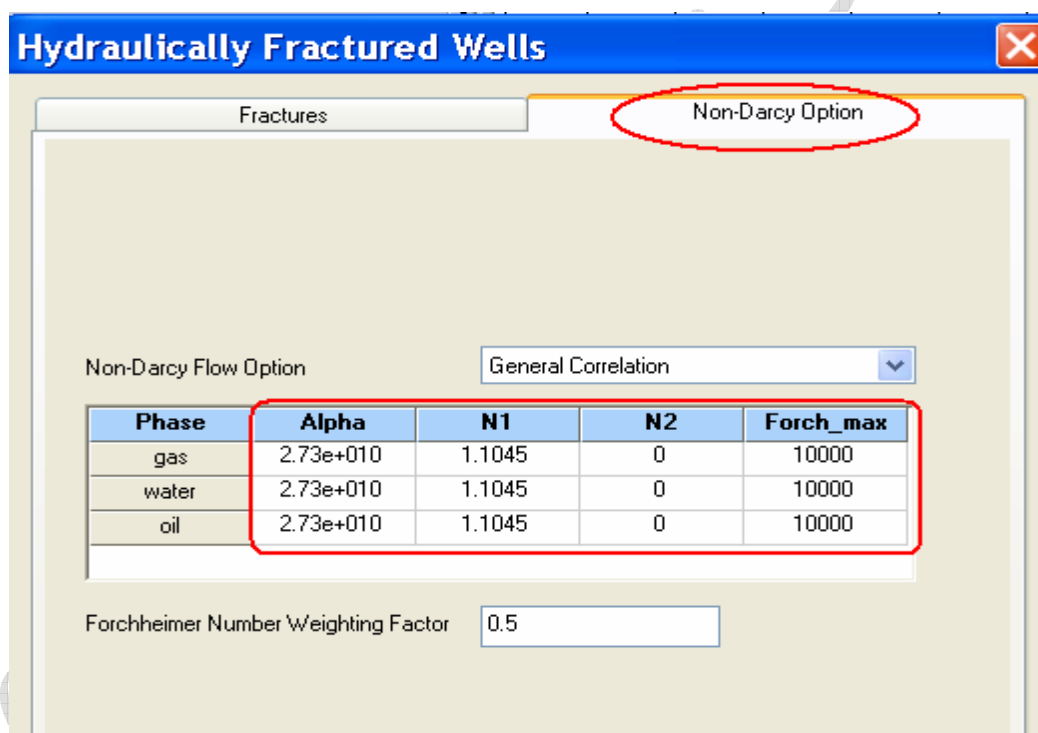 Hydraulically Fractured Wells
Fractures Non-Darcy Option
Non-Darcy Flow Option General Correlation
Phase Alpha N1 N2 Forch_max
gas 2.73e+010 1.1045 0 10000
water 2.73e+010 1.1045 0 10000
oil 2.73e+010 1.1045 0 10000
Forchheimer Number Weighting Factor 0.5